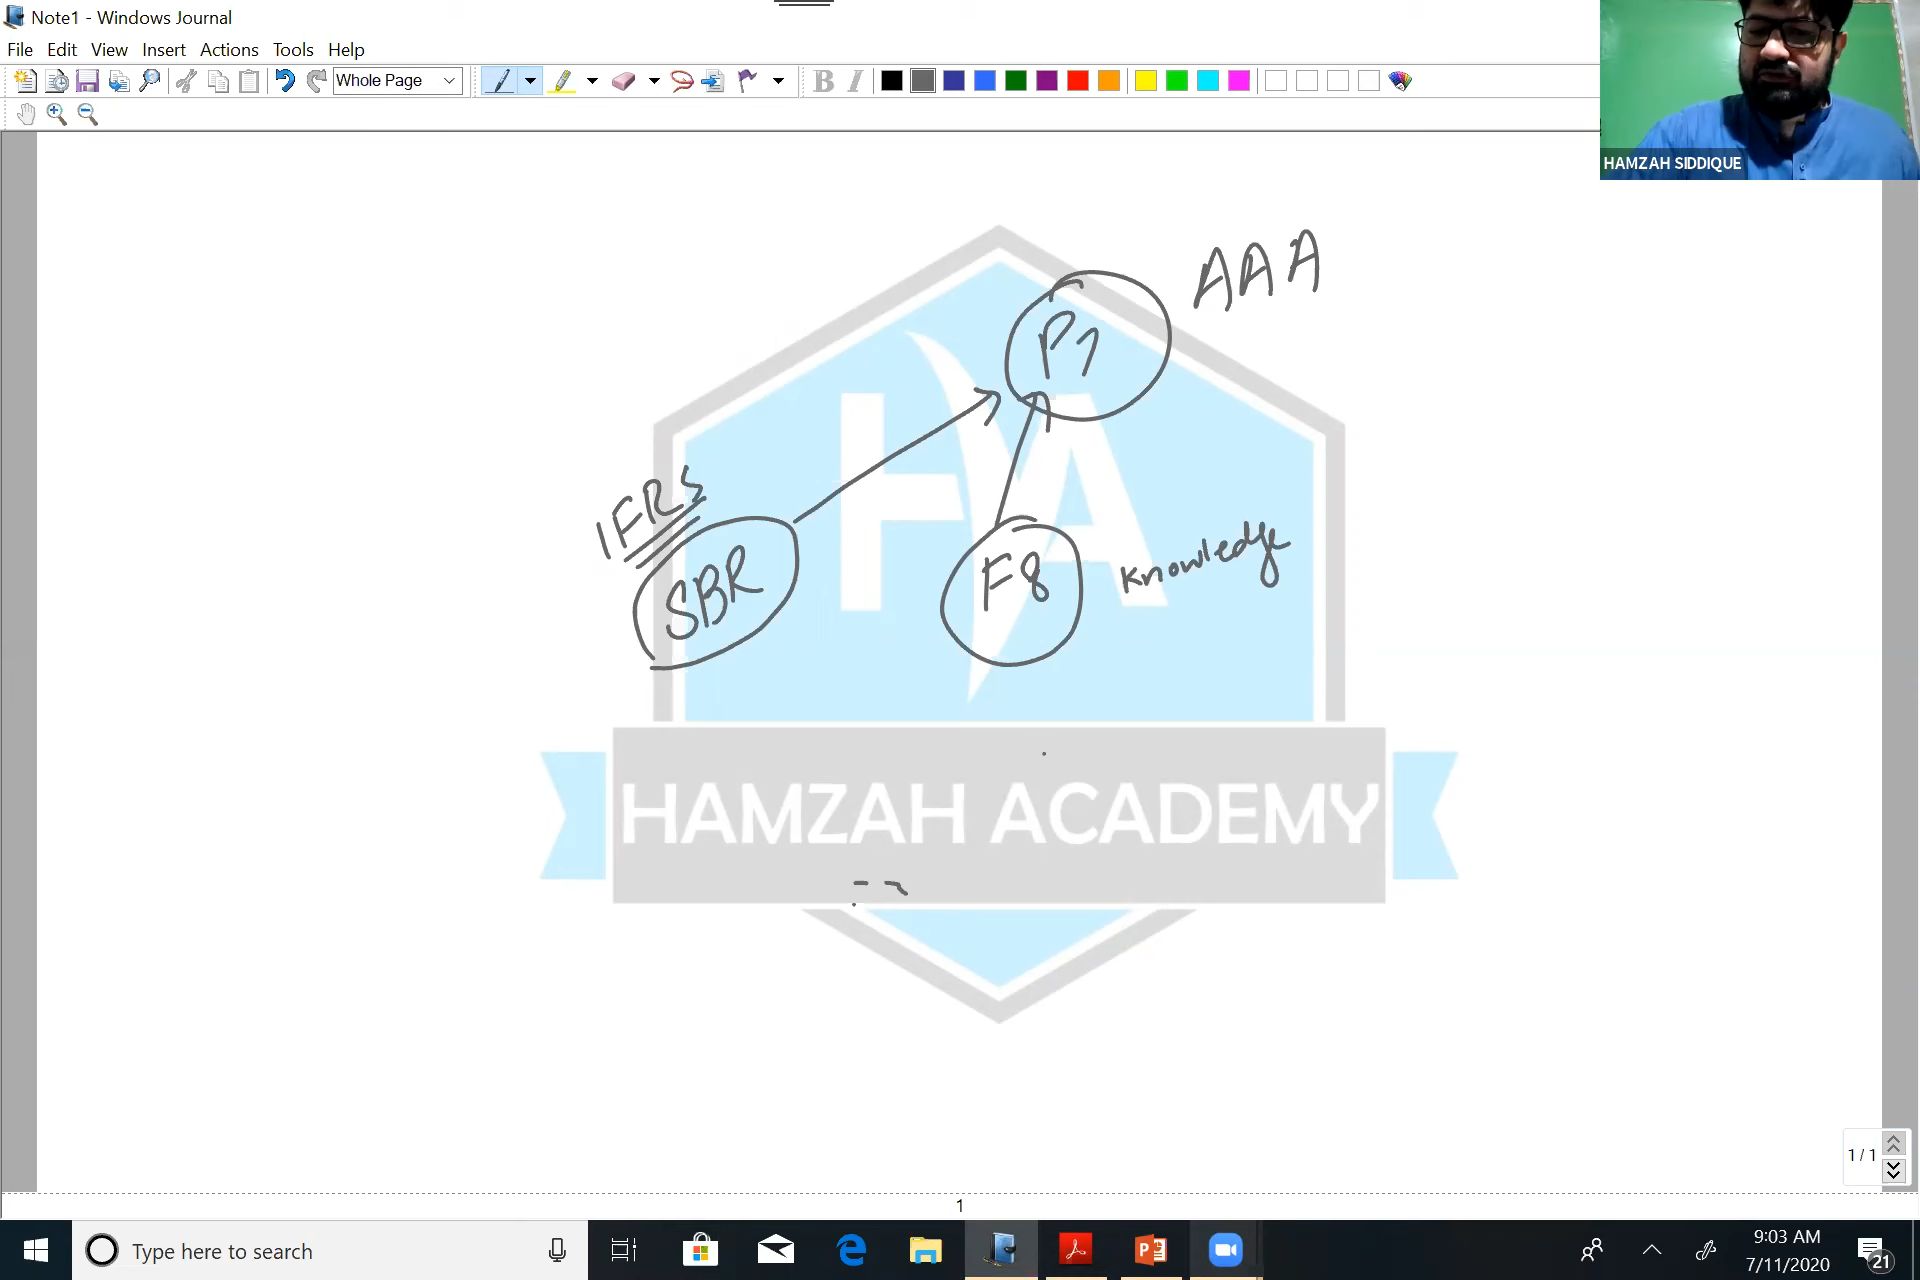 Note1 - Windows Journal
File Edit View Insert Actions Tools Help
Whole Page
B I
HAMZAH SIDDIQUE
AAA
P7
IFRS
SBR
F8
Knowledge
HA
HAMZAH ACADEMY
1 / 1
1
Type here to search
9:03 AM
7/11/2020
21